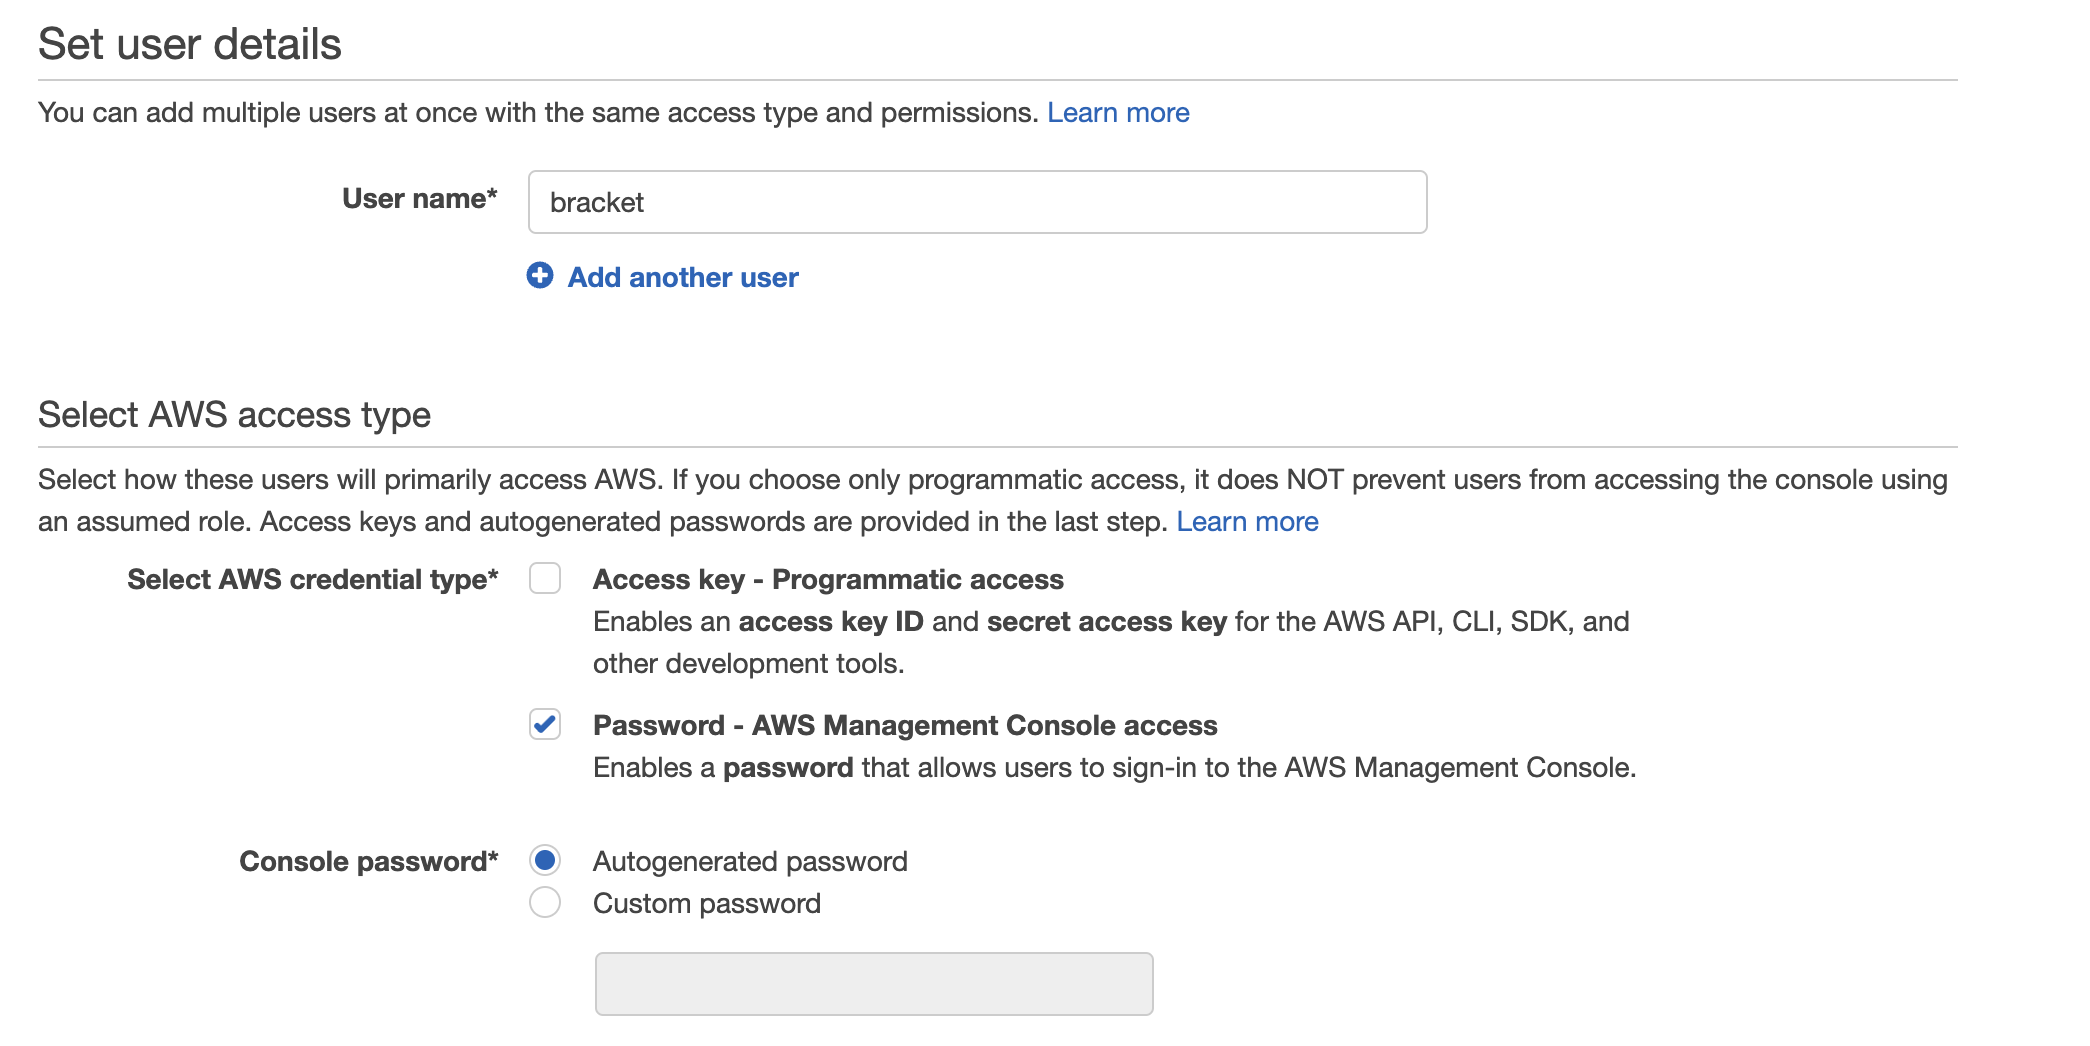 Set user details
You can add multiple users at once with the same access type and permissions. Learn more
User name* bracket
Add another user
Select AWS access type
Select how these users will primarily access AWS. If you choose only programmatic access, it does NOT prevent users from accessing the console using
an assumed role. Access keys and autogenerated passwords are provided in the last step. Learn more
Select AWS credential type* Access key - Programmatic access
Enables an access key ID and secret access key for the AWS API, CLI, SDK, and
other development tools.
Password - AWS Management Console access
Enables a password that allows users to sign-in to the AWS Management Console.
Console password* Autogenerated password
Custom password